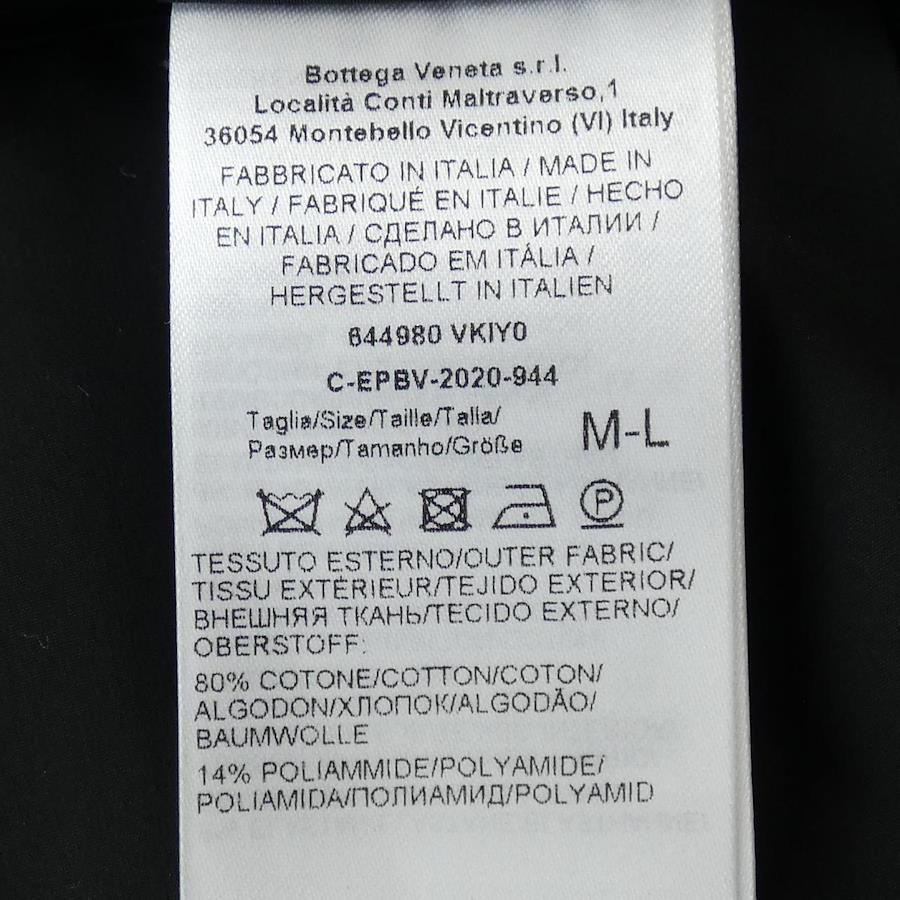 Bottega Veneta s.r.l.
Località Conti Maltraverso,1
36054 Montebello Vicentino (VI) Italy
FABBRICATO IN ITALIA / MADE IN
ITALY / FABRIQUÉ EN ITALIE / HECHO
EN ITALIA / СДЕЛАНО В ИТАЛИИ /
FABRICADO EM ITÁLIA /
HERGESTELLT IN ITALIEN
644980 VKIY0
C-EPBV-2020-944
Taglia/Size/Taille/Talla/
Размер/Tamanho/Größe
M-L
P
TESSUTO ESTERNO/OUTER FABRIC/
TISSU EXTÉRIEUR/TEJIDO EXTERIOR/
ВНЕШНЯЯ ТКАНЬ/TECIDO EXTERNO/
OBERSTOFF:
80% COTONE/COTTON/COTON/
ALGODON/ХЛОПОК/ALGODÃO/
BAUMWOLLE
14% POLIAMMIDE/POLYAMIDE/
POLIAMIDA/ПОЛИАМИД/POLYAMID